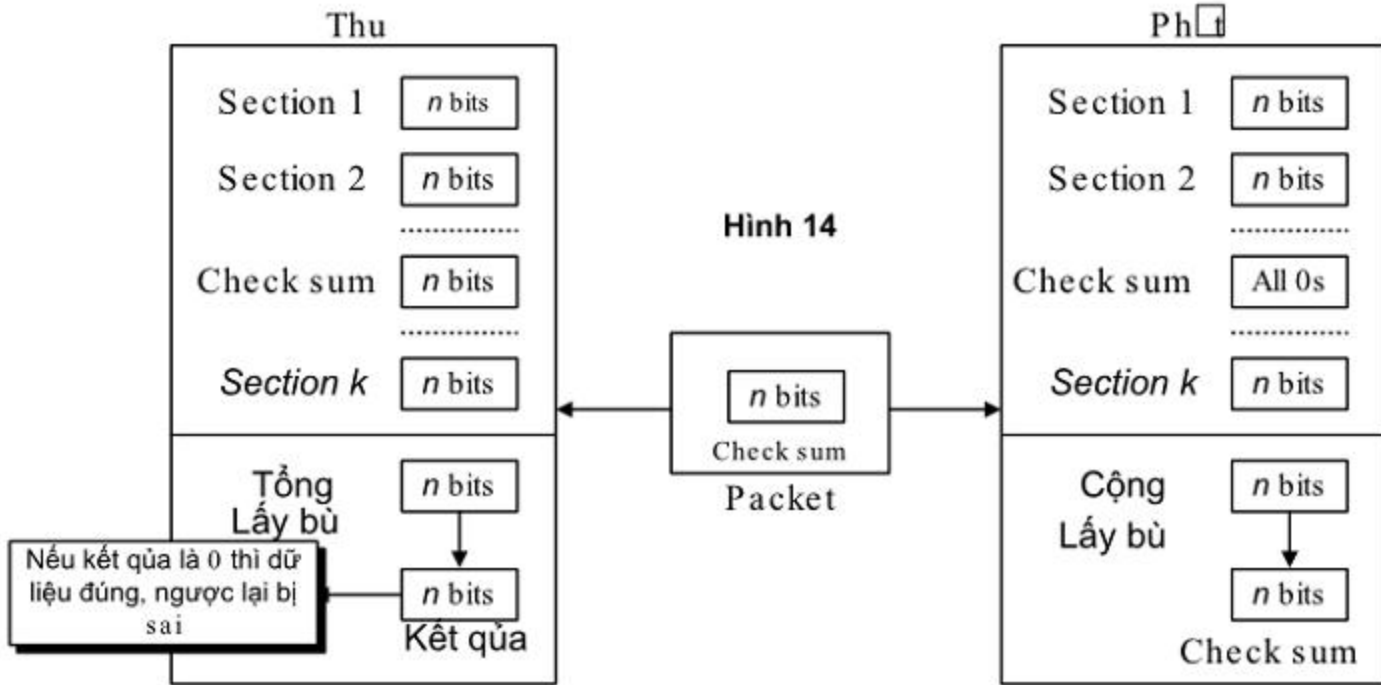 Thu
Section 1 n bits
Section 2 n bits
Check sum n bits
Section k n bits
Tổng n bits
Lấy bù
Nếu kết qủa là 0 thì dữ
liệu đúng, ngược lại bị
sai
n bits
Kết qủa
Hình 14
n bits
Check sum
Packet
Ph□t
Section 1 n bits
Section 2 n bits
Check sum All 0s
Section k n bits
Cộng n bits
Lấy bù
n bits
Check sum